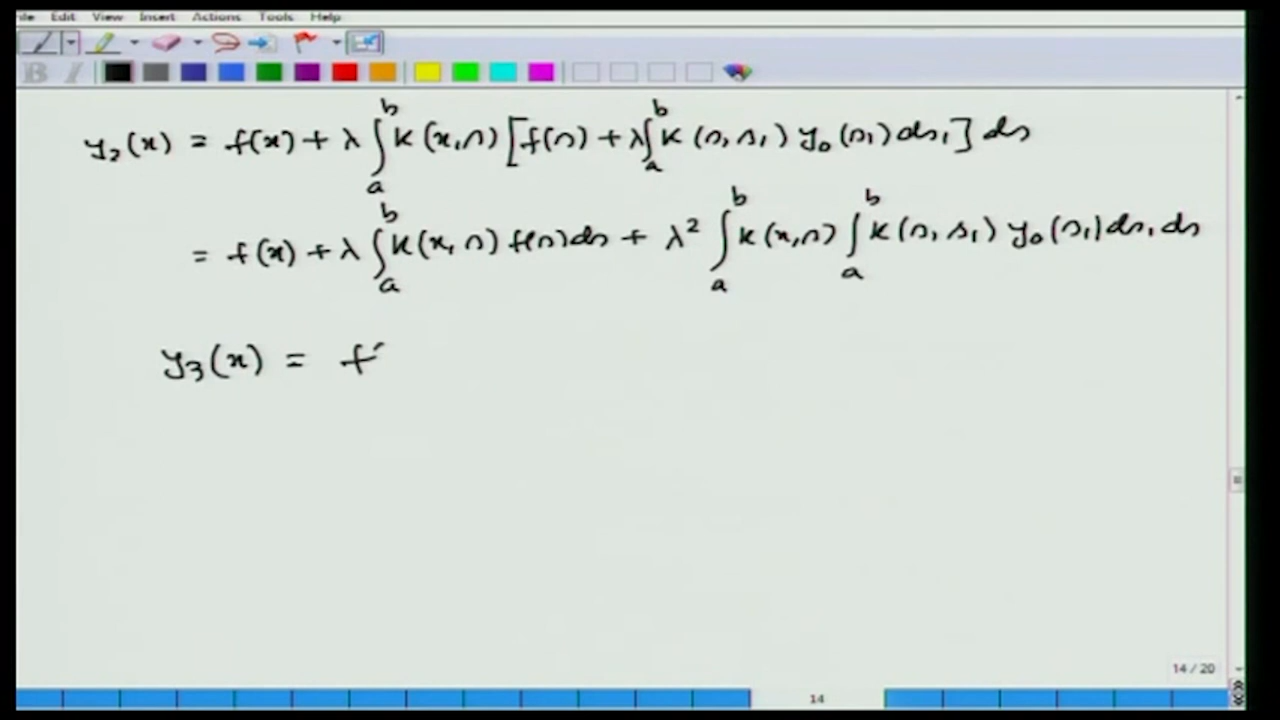 ile Edit View Insert Actions Tools Help
B I
y₂(x) = f(x) + λ ∫ₐᵇ K(x,s) [f(s) + λ ∫ₐᵇ K(s,s₁) y₀(s₁) ds₁] ds
= f(x) + λ ∫ₐᵇ K(x,s) f(s) ds + λ² ∫ₐᵇ K(x,s) ∫ₐᵇ K(s,s₁) y₀(s₁) ds₁ ds
y₃(x) = f
14 / 20
14